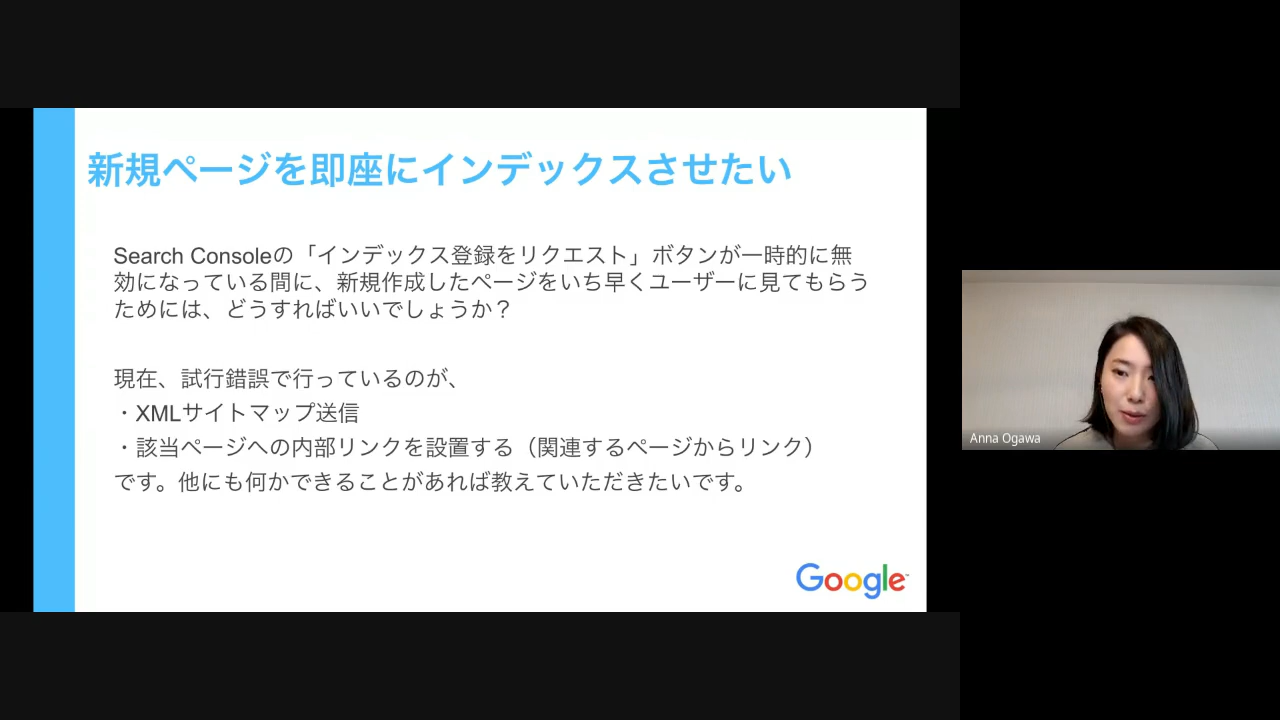 新規ページを即座にインデックスさせたい
Search Consoleの「インデックス登録をリクエスト」ボタンが一時的に無
効になっている間に、新規作成したページをいち早くユーザーに見てもらう
ためには、どうすればいいでしょうか？
現在、試行錯誤で行っているのが、
・XMLサイトマップ送信
・該当ページへの内部リンクを設置する（関連するページからリンク）
です。他にも何かできることがあれば教えていただきたいです。
Google
Anna Ogawa